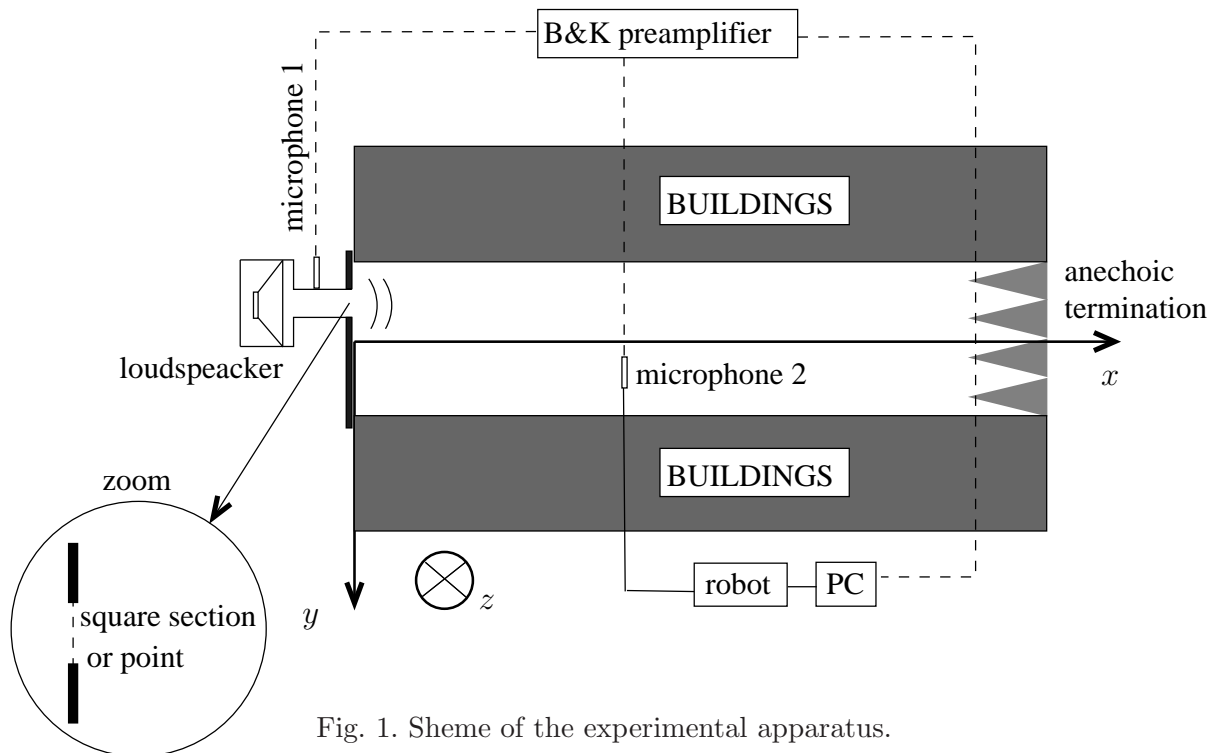 B&K preamplifier
microphone 1
BUILDINGS
anechoic
termination
loudspeacker
microphone 2
x
zoom
BUILDINGS
robot
PC
y
z
square section
or point
Fig. 1. Sheme of the experimental apparatus.